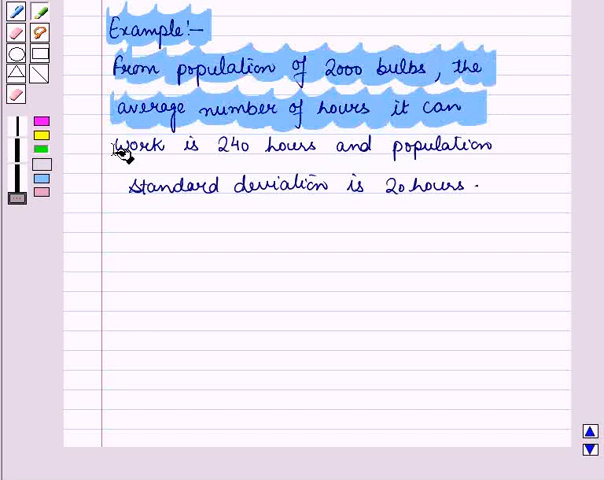 Example:-
From population of 2000 bulbs, the
average number of hours it can
work is 240 hours and population
standard deviation is 20 hours.